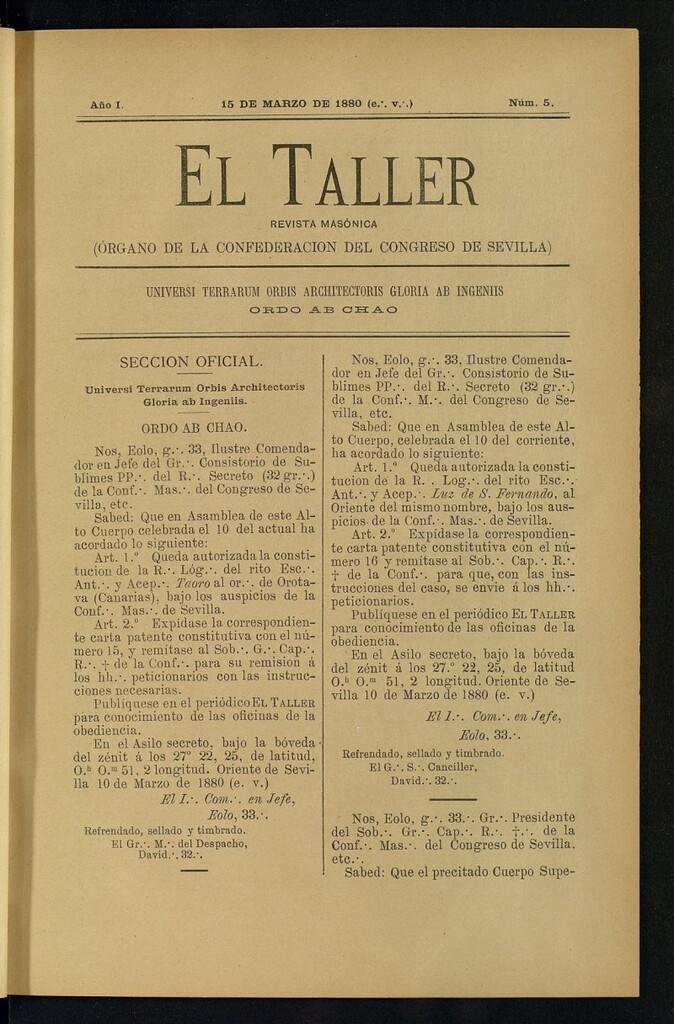 Año I.
15 DE MARZO DE 1880 (e.·. v.·.)
Núm. 5.
EL TALLER
REVISTA MASÓNICA
(ÓRGANO DE LA CONFEDERACION DEL CONGRESO DE SEVILLA)
UNIVERSI TERRARUM ORBIS ARCHITECTORIS GLORIA AB INGENIIS
ORDO AB CHAO
SECCION OFICIAL.
Universi Terrarum Orbis Architectoris
Gloria ab Ingeniis.
ORDO AB CHAO.
Nos, Eolo, g.·. 33, Ilustre Comenda-
dor en Jefe del Gr.·. Consistorio de Su-
blimes PP.·. del R.·. Secreto (32 gr.·.)
de la Conf.·. Mas.·. del Congreso de Se-
villa, etc.
Sabed: Que en Asamblea de este Al-
to Cuerpo celebrada el 10 del actual ha
acordado lo siguiente:
Art. 1.º Queda autorizada la consti-
tucion de la R.·. Lóg.·. del rito Esc.·.
Ant.·. y Acep.·. Taoro al or.·. de Orota-
va (Canarias), bajo los auspicios de la
Conf.·. Mas.·. de Sevilla.
Art. 2.º Expídase la correspondien-
te carta patente constitutiva con el nú-
mero 15, y remítase al Sob.·. G.·. Cap.·.
R.·. † de la Conf.·. para su remision á
los hh.·. peticionarios con las instruc-
ciones necesarias.
Publíquese en el periódico EL TALLER
para conocimiento de las oficinas de la
obediencia.
En el Asilo secreto, bajo la bóveda
del zénit á los 27º 22, 25, de latitud,
O.ʰ O.ᵐ 51, 2 longitud. Oriente de Sevi-
lla 10 de Marzo de 1880 (e. v.)
El I.·. Com.·. en Jefe,
Eolo, 33.·.
Refrendado, sellado y timbrado.
El Gr.·. M.·. del Despacho,
David.·. 32.·.
Nos, Eolo, g.·. 33, Ilustre Comenda-
dor en Jefe del Gr.·. Consistorio de Su-
blimes PP.·. del R.·. Secreto (32 gr.·.)
de la Conf.·. M.·. del Congreso de Se-
villa, etc.
Sabed: Que en Asamblea de este Al-
to Cuerpo, celebrada el 10 del corriente,
ha acordado lo siguiente:
Art. 1.º Queda autorizada la consti-
tucion de la R. . Log.·. del rito Esc.·.
Ant.·. y Acep.·. Luz de S. Fernando, al
Oriente del mismo nombre, bajo los aus-
picios de la Conf.·. Mas.·. de Sevilla.
Art. 2.º Expídase la correspondien-
te carta patente constitutiva con el nú-
mero 16 y remítase al Sob.·. Cap.·. R.·.
† de la Conf.·. para que, con las ins-
trucciones del caso, se envie á los hh.·.
peticionarios.
Publíquese en el periódico EL TALLER
para conocimiento de las oficinas de la
obediencia.
En el Asilo secreto, bajo la bóveda
del zénit á los 27.º 22, 25, de latitud
O.ʰ O.ᵐ 51, 2 longitud. Oriente de Se-
villa 10 de Marzo de 1880 (e. v.)
El I.·. Com.·. en Jefe,
Eolo, 33.·.
Refrendado, sellado y timbrado.
El G.·. S.·. Canciller,
David.·. 32.·.
Nos, Eolo, g.·. 33.·. Gr.·. Presidente
del Sob.·. Gr.·. Cap.·. R.·. †.·. de la
Conf.·. Mas.·. del Congreso de Sevilla,
etc.·.
Sabed: Que el precitado Cuerpo Supe-